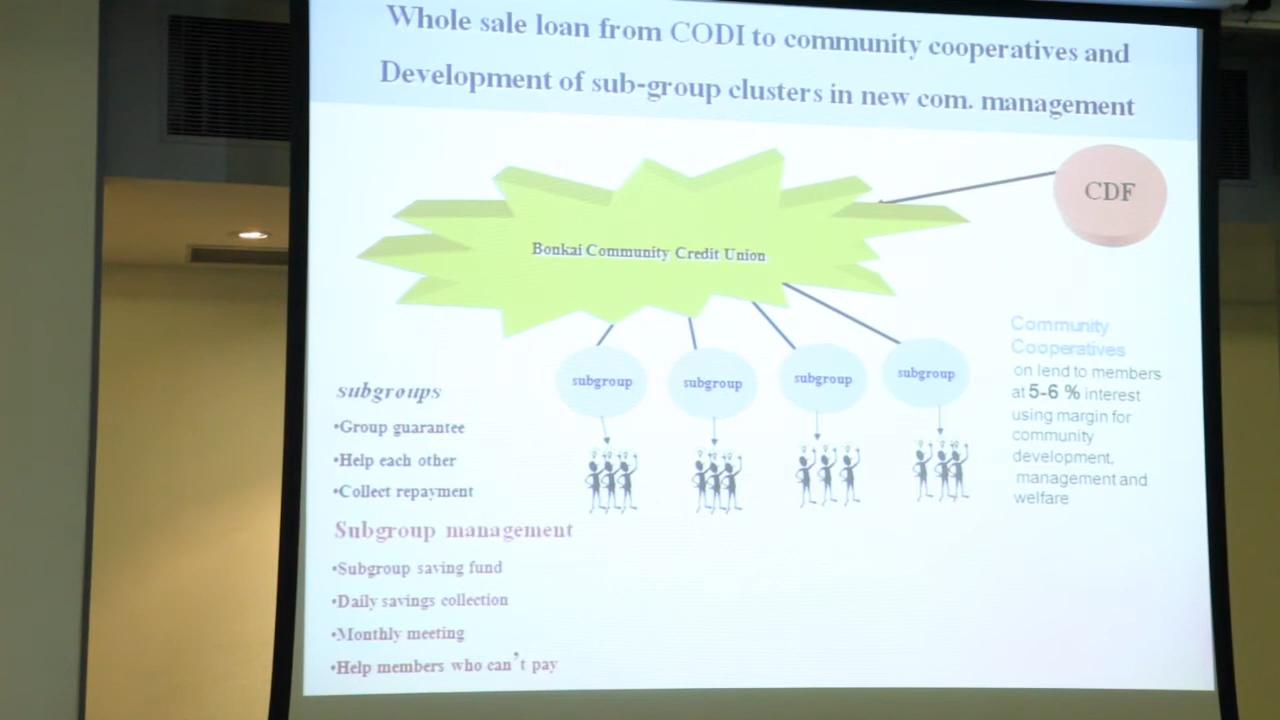 Whole sale loan from CODI to community cooperatives and
Development of sub-group clusters in new com. management
CDF
Bonkai Community Credit Union
subgroup
subgroup
subgroup
subgroup
subgroups
•Group guarantee
•Help each other
•Collect repayment
Subgroup management
•Subgroup saving fund
•Daily savings collection
•Monthly meeting
•Help members who can't pay
Community
Cooperatives
on lend to members
at 5-6 % interest
using margin for
community
development,
management and
welfare